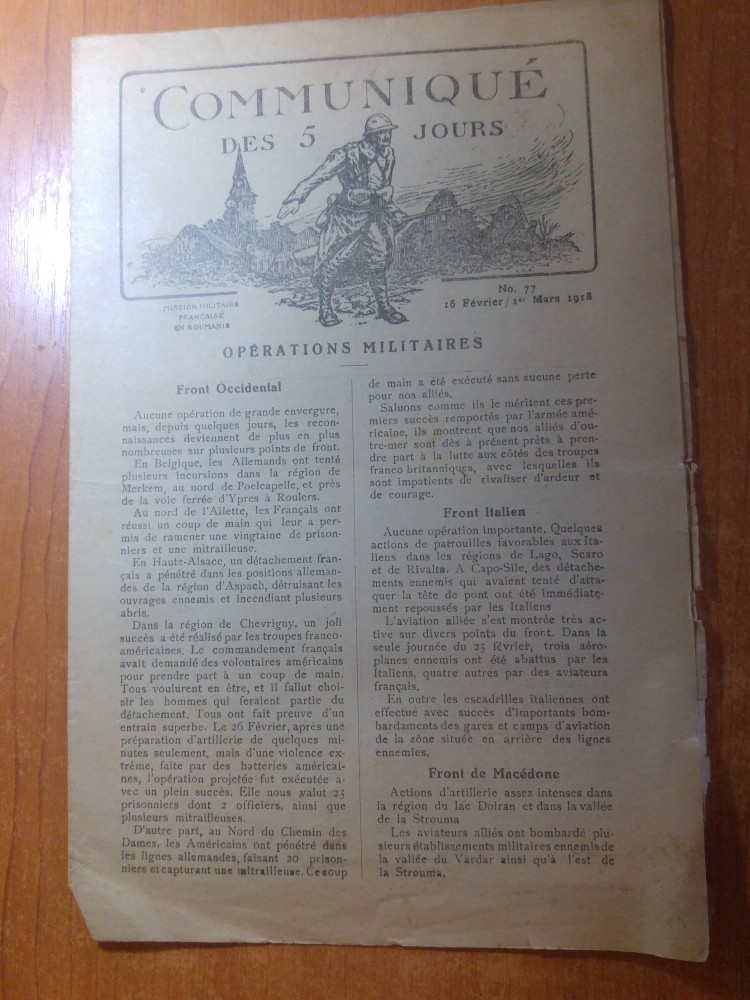 COMMUNIQUÉ
DES 5 JOURS
MISSION MILITAIRE
FRANÇAISE
EN ROUMANIE
No. 77
16 Février / 1er Mars 1918
OPÉRATIONS MILITAIRES
Front Occidental
Aucune opération de grande envergure,
mais, depuis quelques jours, les recon-
naissances deviennent de plus en plus
nombreuses sur plusieurs points de front.
En Belgique, les Allemands ont tenté
plusieurs incursions dans la région de
Merkem, au nord de Poelcapelle, et près
de la voie ferrée d'Ypres à Roulers.
Au nord de l'Ailette, les Français ont
réussi un coup de main qui leur a per-
mis de ramener une vingtaine de prison-
niers et une mitrailleuse.
En Haute-Alsace, un détachement fran-
çais a pénétré dans les positions alleman-
des de la région d'Aspach, détruisant les
ouvrages ennemis et incendiant plusieurs
abris.
Dans la région de Chevrigny, un joli
succès a été réalisé par les troupes franco-
américaines. Le commandement français
avait demandé des volontaires américains
pour prendre part à un coup de main.
Tous voulurent en être, et il fallut choi-
sir les hommes qui feraient partie du
détachement. Tous ont fait preuve d'un
entrain superbe. Le 26 Février, après une
préparation d'artillerie de quelques mi-
nutes seulement, mais d'une violence ex-
trême, faite par des batteries américai-
nes, l'opération projetée fut exécutée a-
vec un plein succès. Elle nous valut 25
prisonniers dont 2 officiers, ainsi que
plusieurs mitrailleuses.
D'autre part, au Nord du Chemin des
Dames, les Américains ont pénétré dans
les lignes allemandes, faisant 20 prison-
niers et capturant une mitrailleuse. Ce coup
de main a été exécuté sans aucune perte
pour nos alliés.
Saluons comme ils le méritent ces pre-
miers succès remportés par l'armée amé-
ricaine, ils montrent que nos alliés d'ou-
tre-mer sont dès à présent prêts à pren-
dre part à la lutte aux côtés des troupes
franco britanniques, avec lesquelles ils
sont impatients de rivaliser d'ardeur et
de courage.
Front Italien
Aucune opération importante. Quelques
actions de patrouilles favorables aux Ita-
liens dans les régions de Lago, Scaro
et de Rivalta. A Capo-Sile, des détache-
ments ennemis qui avaient tenté d'atta-
quer la tête de pont ont été immédiate-
ment repoussés par les Italiens
L'aviation alliée s'est montrée très ac-
tive sur divers points du front. Dans la
seule journée du 25 février, trois aéro-
planes ennemis ont été abattus par les
Italiens, quatre autres par des aviateurs
français.
En outre les escadrilles italiennes ont
effectué avec succès d'importants bom-
bardements des gares et camps d'aviation
de la zône située en arrière des lignes
ennemies.
Front de Macédone
Actions d'artillerie assez intenses dans
la région du lac Doiran et dans la vallée
de la Strouma
Les aviateurs alliés ont bombardé plu-
sieurs établissements militaires ennemis de
la vallée du Vardar ainsi qu'à l'est de
la Strouma.